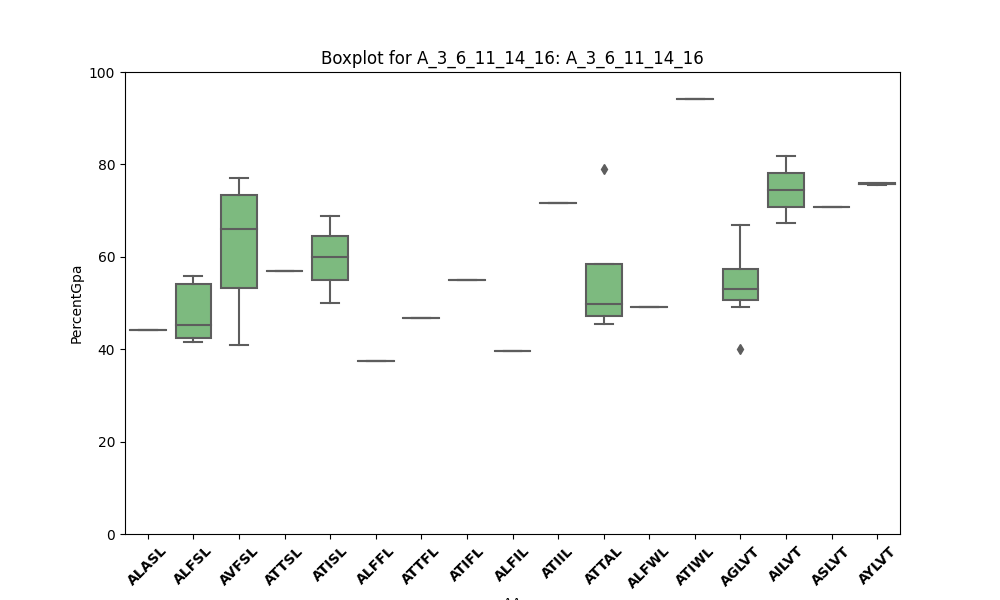 Boxplot for A_3_6_11_14_16: A_3_6_11_14_16
PercentGpa
100
80
60
40
20
0
ALASL
ALFSL
AVFSL
ATTSL
ATISL
ALFFL
ATTFL
ATIFL
ALFIL
ATIIL
ATTAL
ALFWL
ATIWL
AGLVT
AILVT
ASLVT
AYLVT